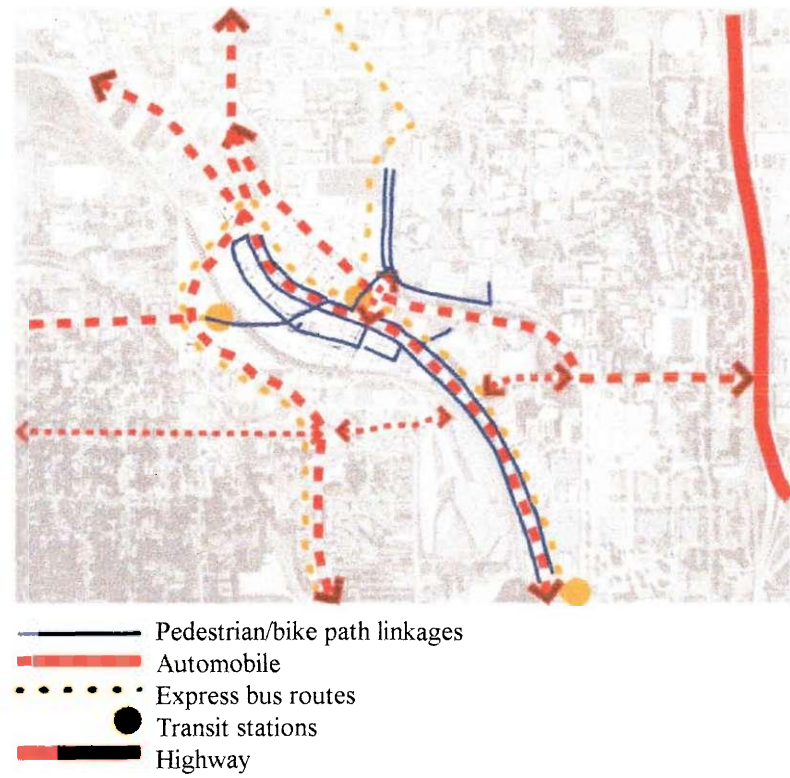 Pedestrian/bike path linkages
Automobile
Express bus routes
Transit stations
Highway